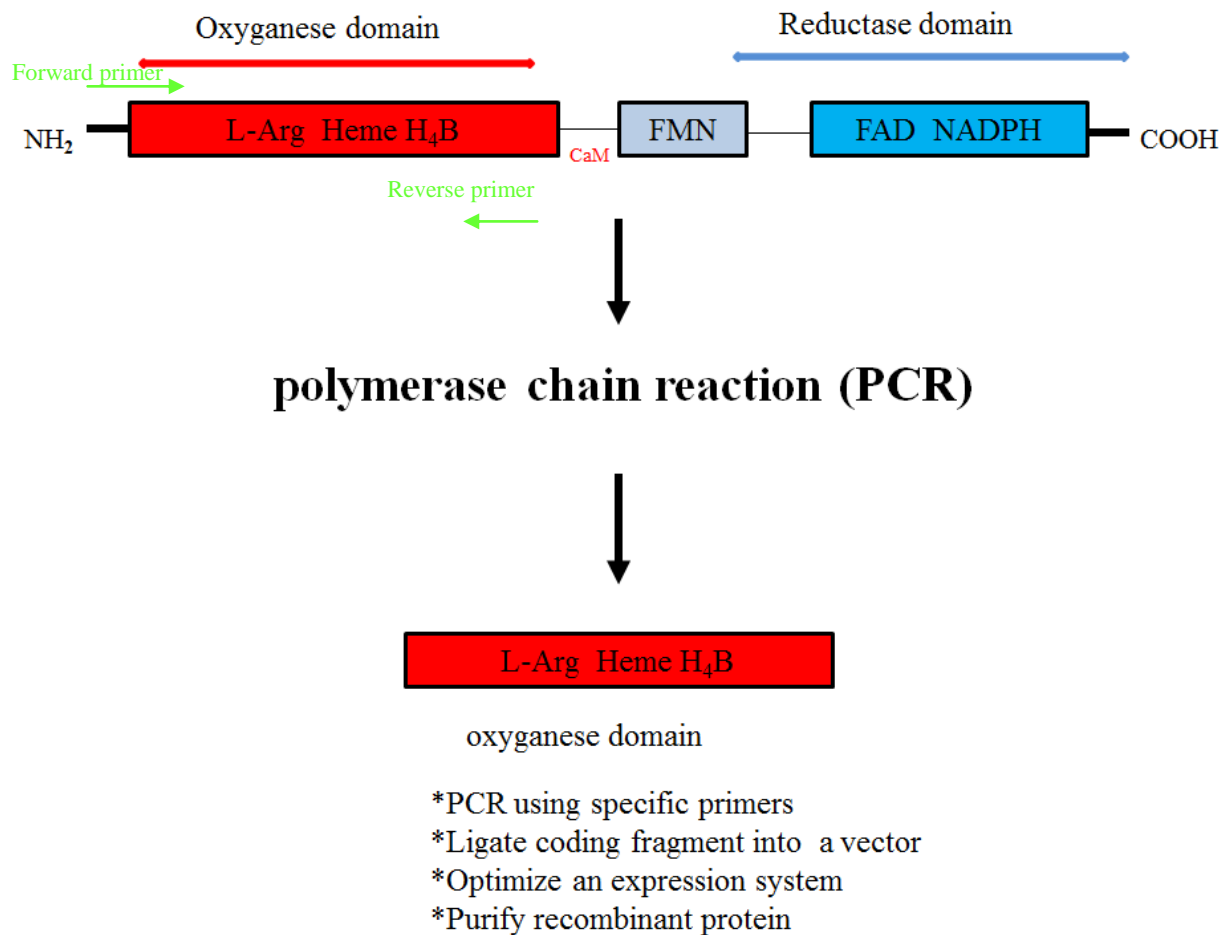 Oxyganese domain
Reductase domain
Forward primer
NH₂
L-Arg Heme H₄B
CaM
FMN
FAD NADPH
COOH
Reverse primer
polymerase chain reaction (PCR)
L-Arg Heme H₄B
oxyganese domain
*PCR using specific primers
*Ligate coding fragment into a vector
*Optimize an expression system
*Purify recombinant protein